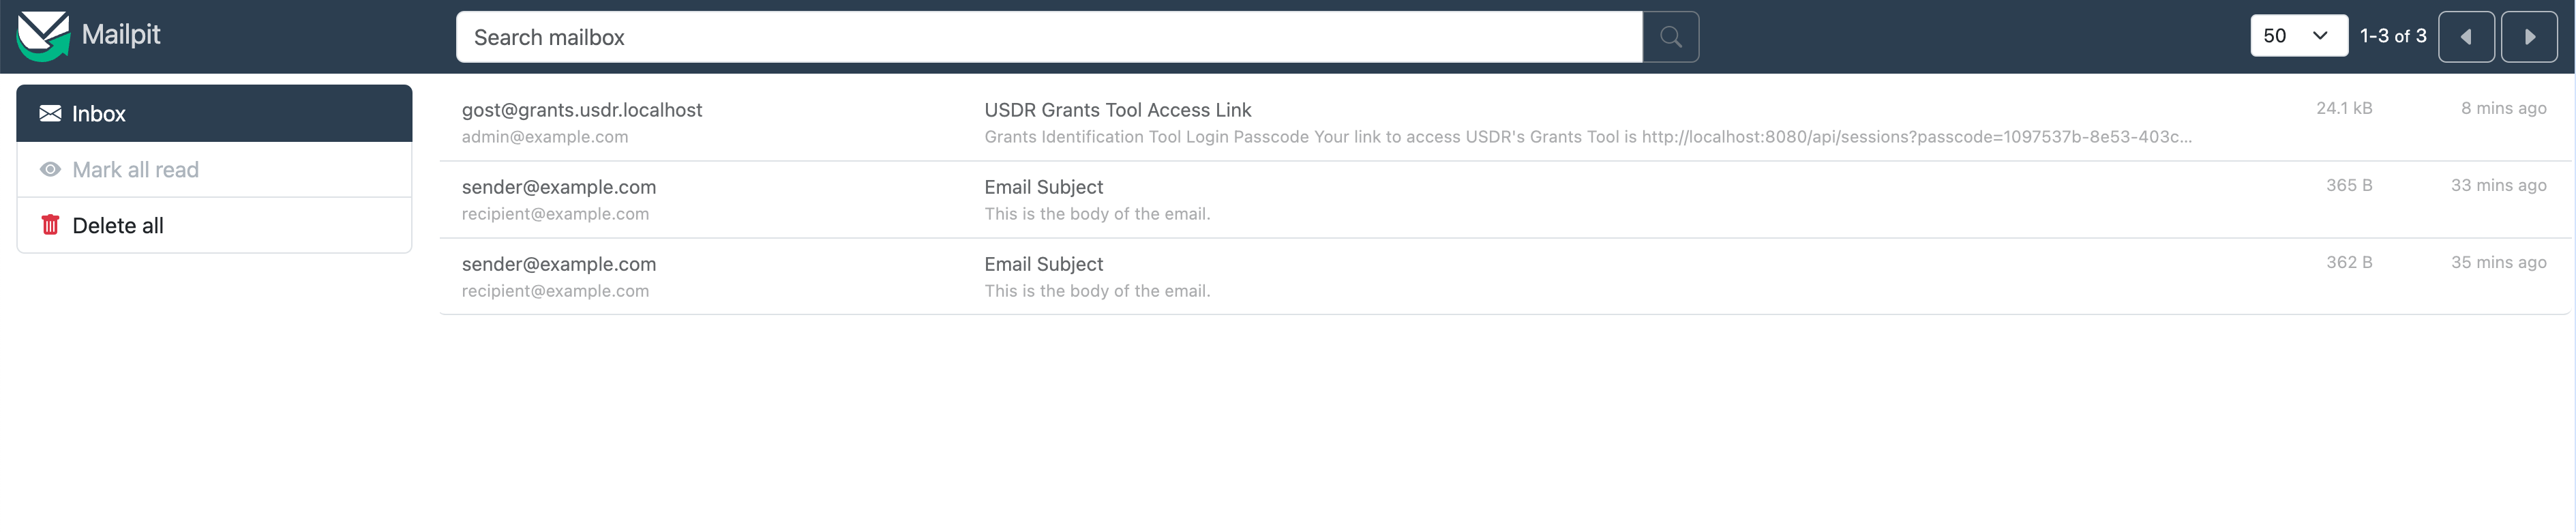 Mailpit
Search mailbox
50
1-3 of 3
Inbox
Mark all read
Delete all
gost@grants.usdr.localhost
admin@example.com
USDR Grants Tool Access Link
Grants Identification Tool Login Passcode Your link to access USDR's Grants Tool is http://localhost:8080/api/sessions?passcode=1097537b-8e53-403c...
24.1 kB
8 mins ago
sender@example.com
recipient@example.com
Email Subject
This is the body of the email.
365 B
33 mins ago
sender@example.com
recipient@example.com
Email Subject
This is the body of the email.
362 B
35 mins ago